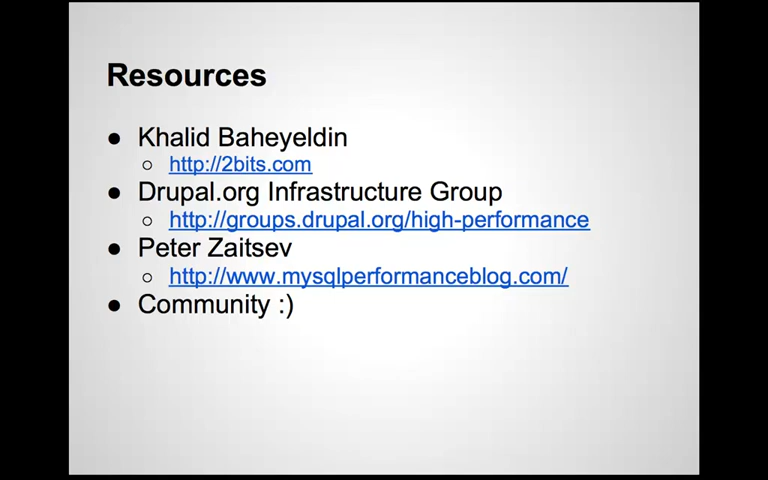 Resources
● Khalid Baheyeldin
○ http://2bits.com
● Drupal.org Infrastructure Group
○ http://groups.drupal.org/high-performance
● Peter Zaitsev
○ http://www.mysqlperformanceblog.com/
● Community :)